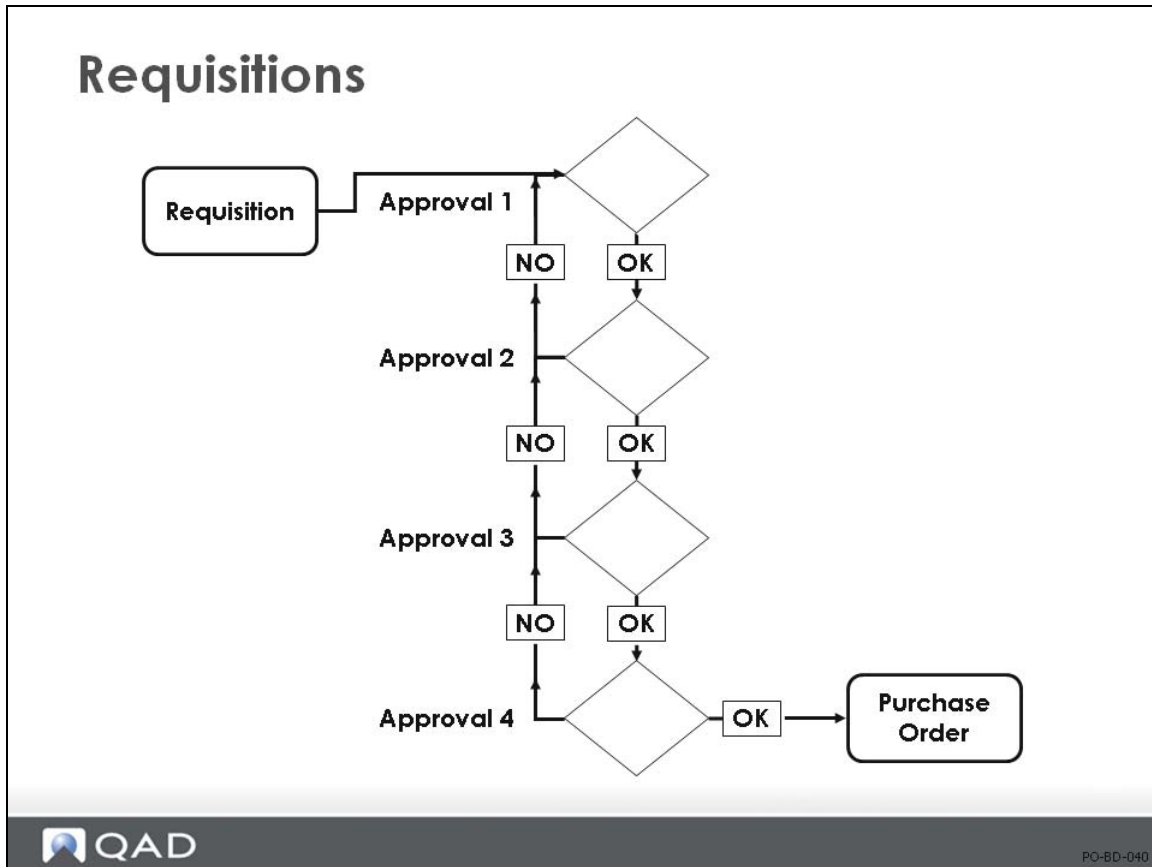 Requisitions
Requisition
Approval 1
NO
OK
Approval 2
NO
OK
Approval 3
NO
OK
Approval 4
OK
Purchase
Order
QAD
PO-BD-040